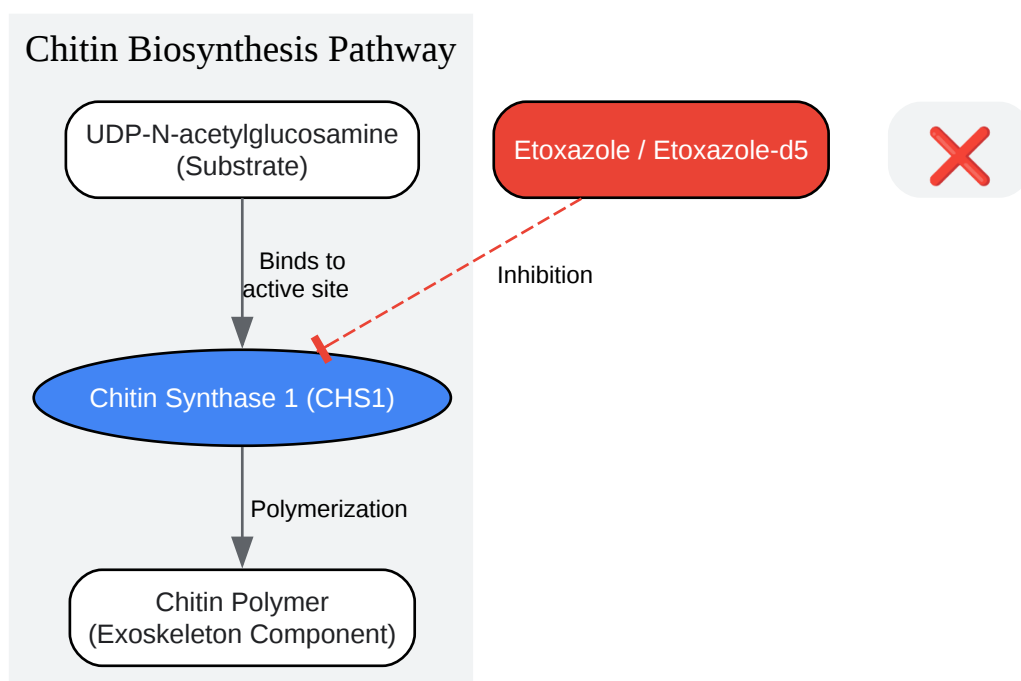 Chitin Biosynthesis Pathway
UDP-N-acetylglucosamine
(Substrate)
Etoxazole / Etoxazole-d5
Binds to
active site
Inhibition
Chitin Synthase 1 (CHS1)
Polymerization
Chitin Polymer
(Exoskeleton Component)